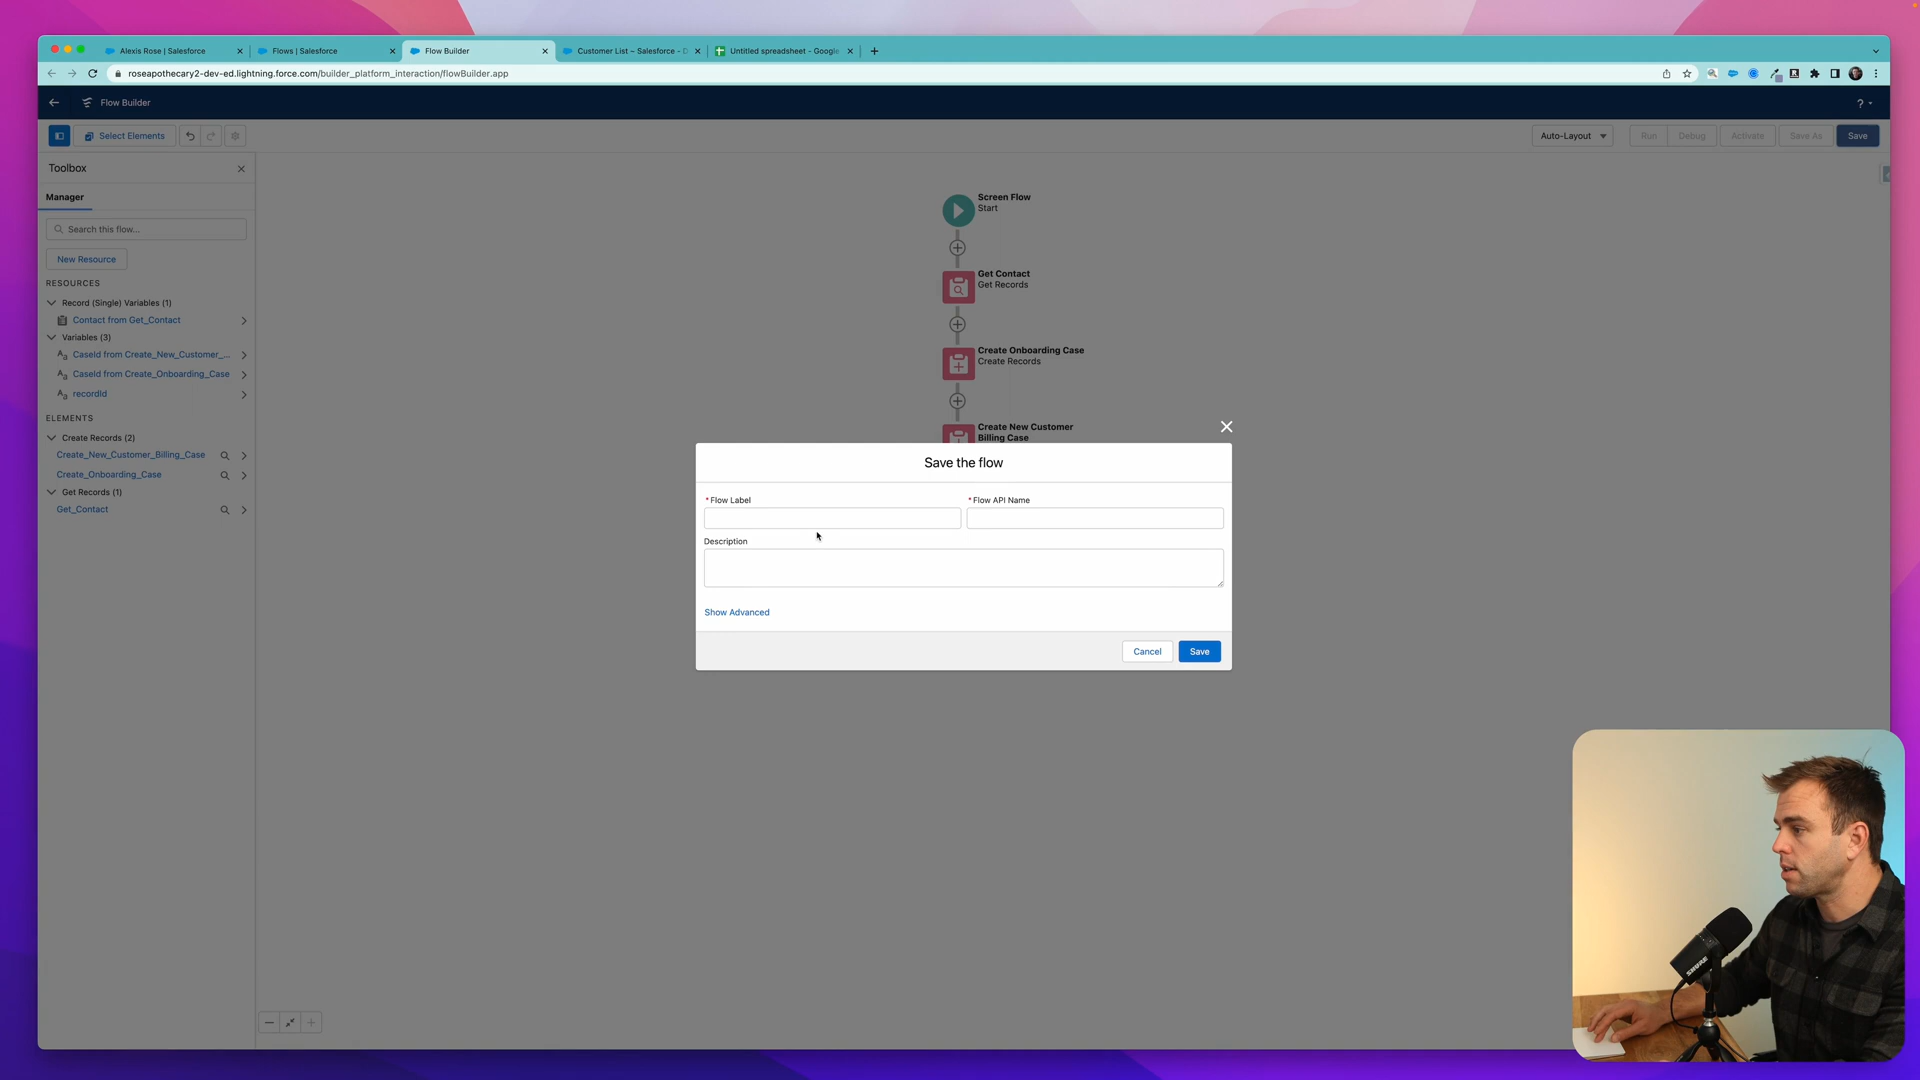 Alexis Rose | Salesforce
Flows | Salesforce
Flow Builder
Customer List ~ Salesforce - D
Untitled spreadsheet - Google
roseapothecary2-dev-ed.lightning.force.com/builder_platform_interaction/flowBuilder.app
Flow Builder
?
Select Elements
Auto-Layout
Run
Debug
Activate
Save As
Save
Toolbox
Manager
Search this flow...
New Resource
RESOURCES
Record (Single) Variables (1)
Contact from Get_Contact
Variables (3)
CaseId from Create_New_Customer_...
CaseId from Create_Onboarding_Case
recordId
ELEMENTS
Create Records (2)
Create_New_Customer_Billing_Case
Create_Onboarding_Case
Get Records (1)
Get_Contact
Screen Flow
Start
Get Contact
Get Records
Create Onboarding Case
Create Records
Create New Customer
Billing Case
Save the flow
* Flow Label
* Flow API Name
Description
Show Advanced
Cancel
Save
SHURE